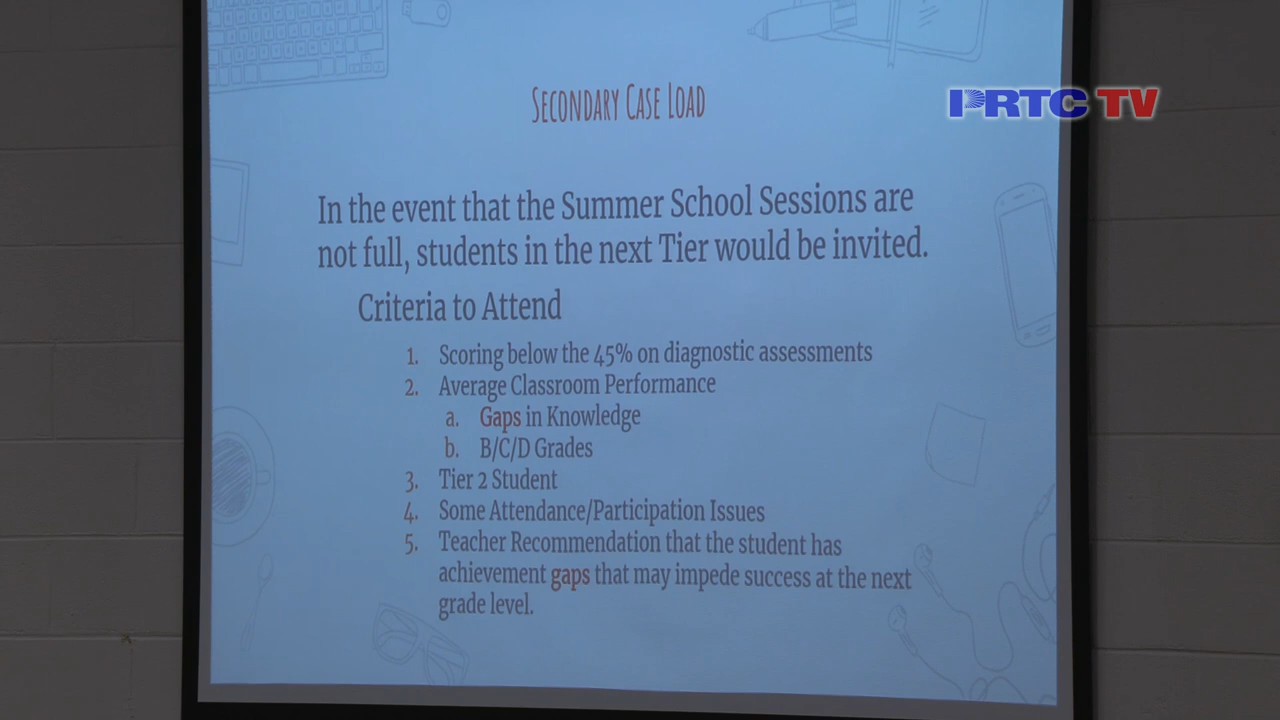 PRTC TV
Secondary Case Load
In the event that the Summer School Sessions are
not full, students in the next Tier would be invited.
Criteria to Attend
1. Scoring below the 45% on diagnostic assessments
2. Average Classroom Performance
a. Gaps in Knowledge
b. B/C/D Grades
3. Tier 2 Student
4. Some Attendance/Participation Issues
5. Teacher Recommendation that the student has
achievement gaps that may impede success at the next
grade level.